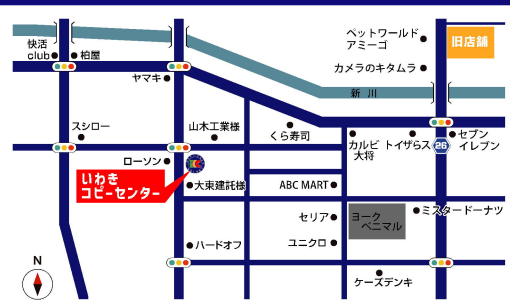 ペットワールド
アミーゴ
旧店舗
快活
club
柏屋
カメラのキタムラ
ヤマキ
新 川
スシロー
山木工業様
くら寿司
カルビ
大将
トイザらス
セブン
イレブン
26
ローソン
いわき
コピーセンター
大東建託様
ABC MART
セリア
ヨーク
ベニマル
ミスタードーナツ
ハードオフ
ユニクロ
ケーズデンキ
N